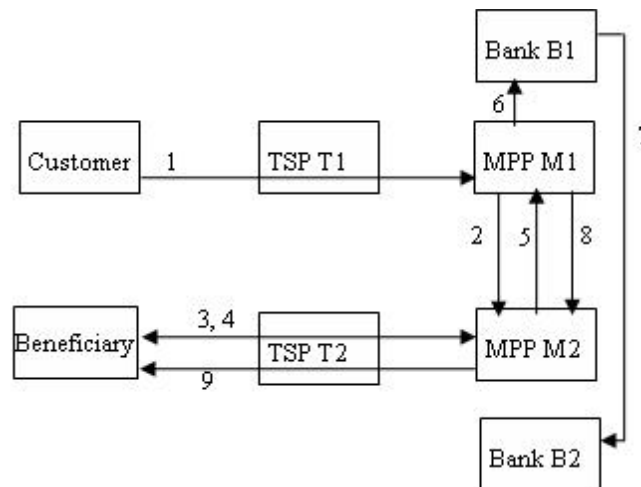 Bank B1
6
7
Customer
1
TSP T1
MPP M1
2
5
8
Beneficiary
3, 4
TSP T2
MPP M2
9
Bank B2